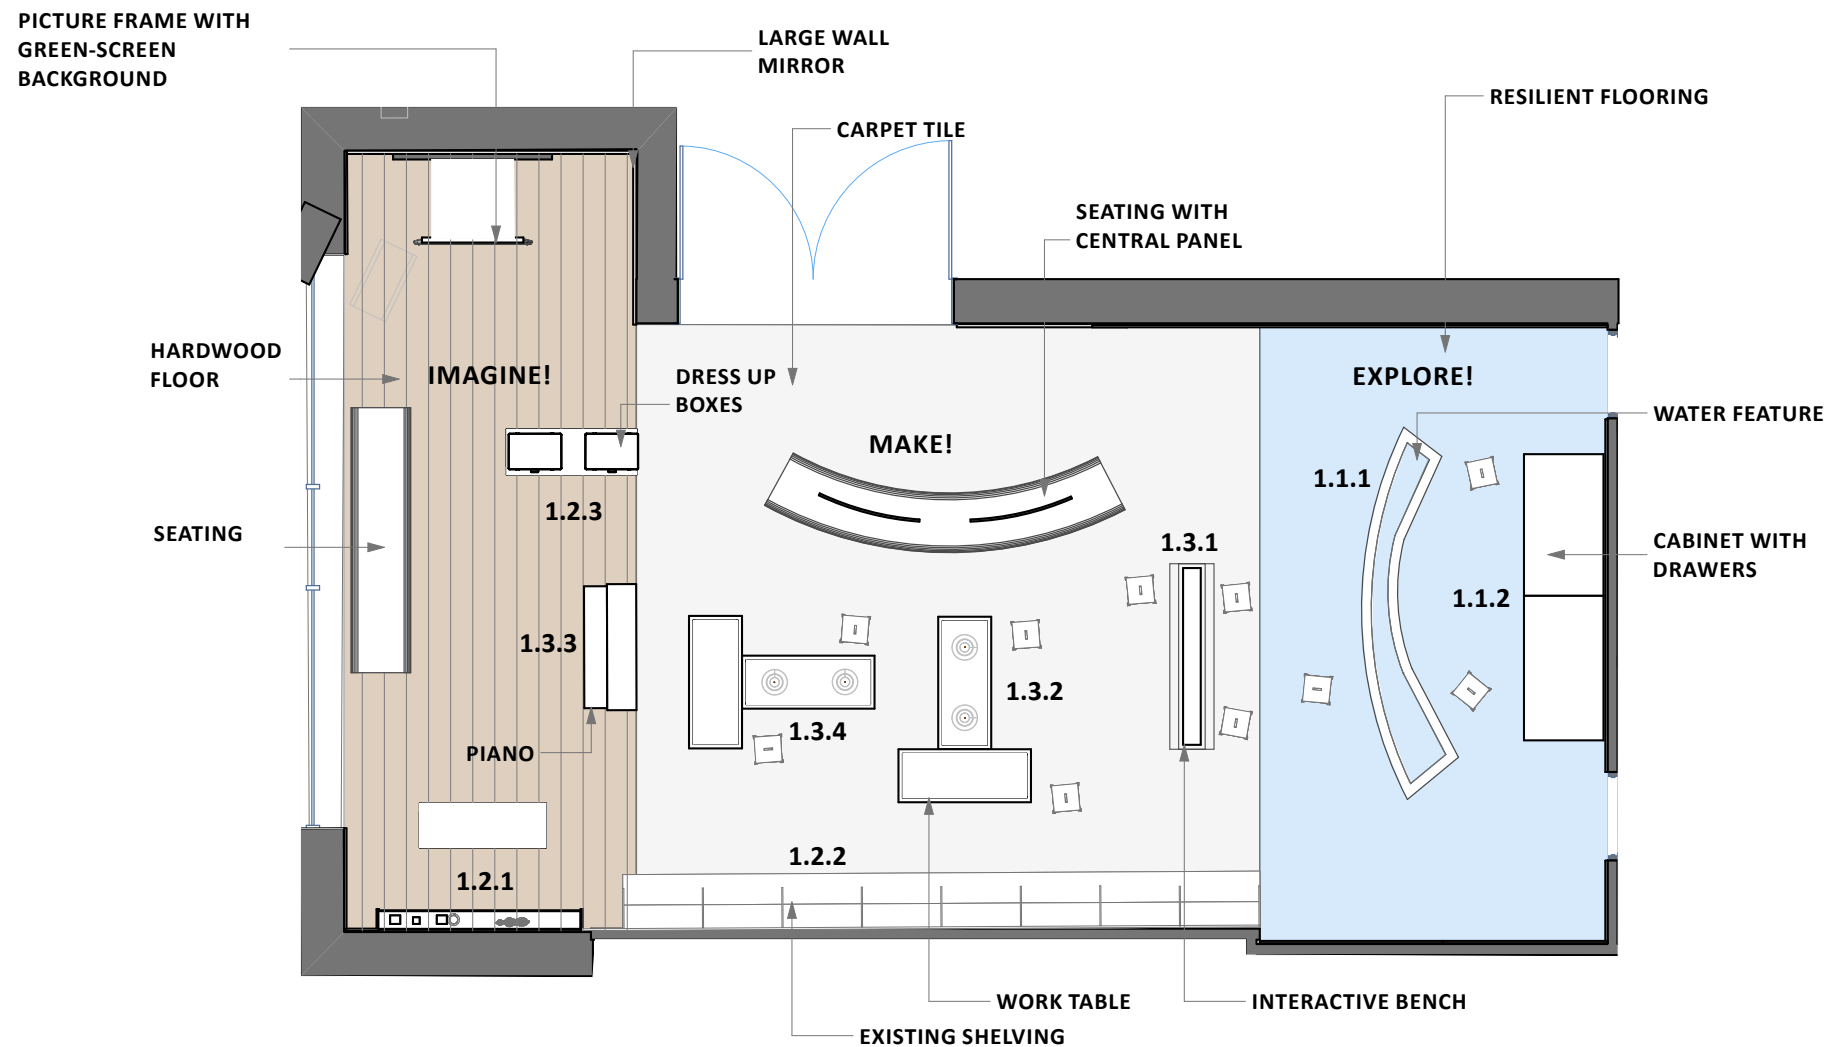 PICTURE FRAME WITH
GREEN-SCREEN
BACKGROUND
LARGE WALL
MIRROR
CARPET TILE
RESILIENT FLOORING
SEATING WITH
CENTRAL PANEL
HARDWOOD
FLOOR
IMAGINE!
DRESS UP
BOXES
MAKE!
EXPLORE!
WATER FEATURE
1.1.1
1.2.3
SEATING
1.3.1
CABINET WITH
DRAWERS
1.1.2
1.3.3
1.3.2
1.3.4
PIANO
1.2.2
1.2.1
WORK TABLE
INTERACTIVE BENCH
EXISTING SHELVING